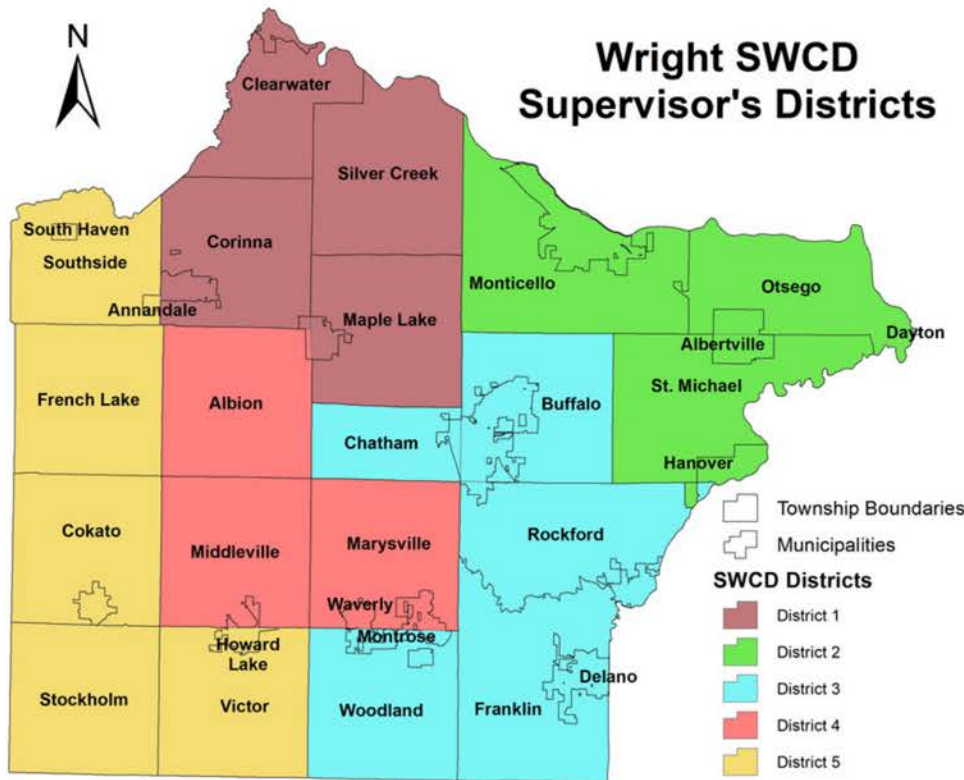 N
Wright SWCD
Supervisor's Districts
Clearwater
Silver Creek
South Haven
Southside
Corinna
Monticello
Otsego
Annandale
Maple Lake
Albertville
Dayton
St. Michael
French Lake
Albion
Buffalo
Chatham
Hanover
Cokato
Middleville
Marysville
Rockford
Waverly
Montrose
Howard
Lake
Delano
Stockholm
Victor
Woodland
Franklin
Township Boundaries
Municipalities
SWCD Districts
District 1
District 2
District 3
District 4
District 5